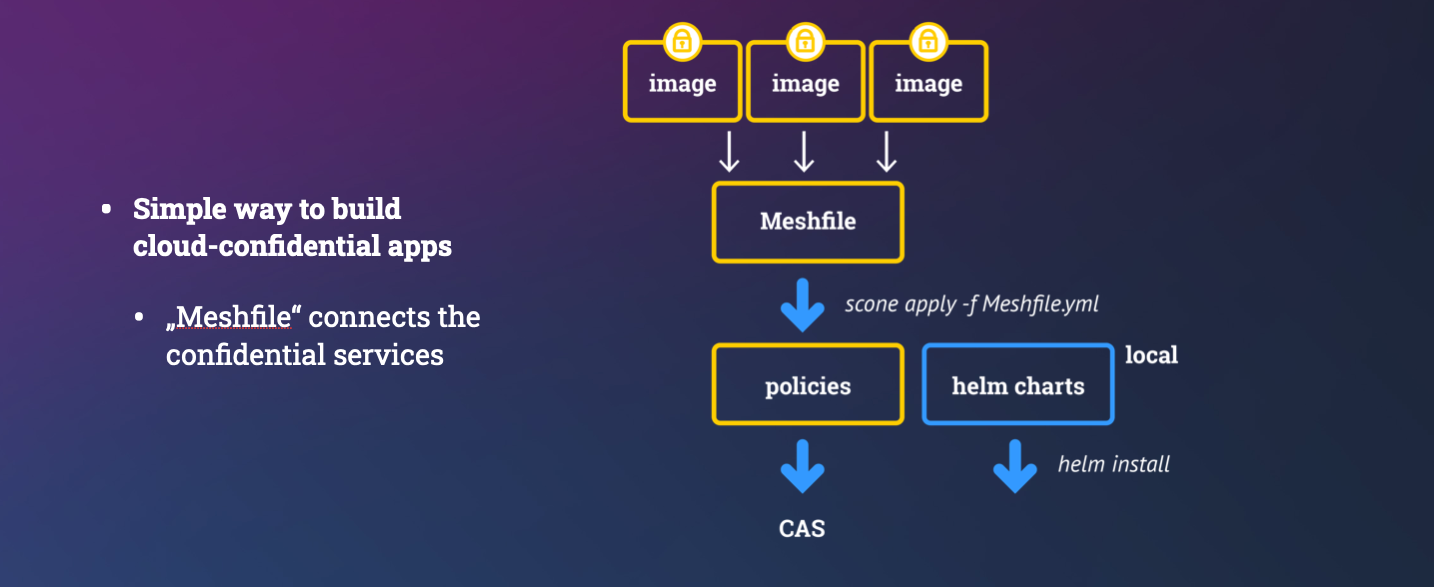 • Simple way to build
cloud-confidential apps
• „Meshfile“ connects the
confidential services
image image image
Meshfile
scone apply -f Meshfile.yml
policies helm charts local
helm install
CAS